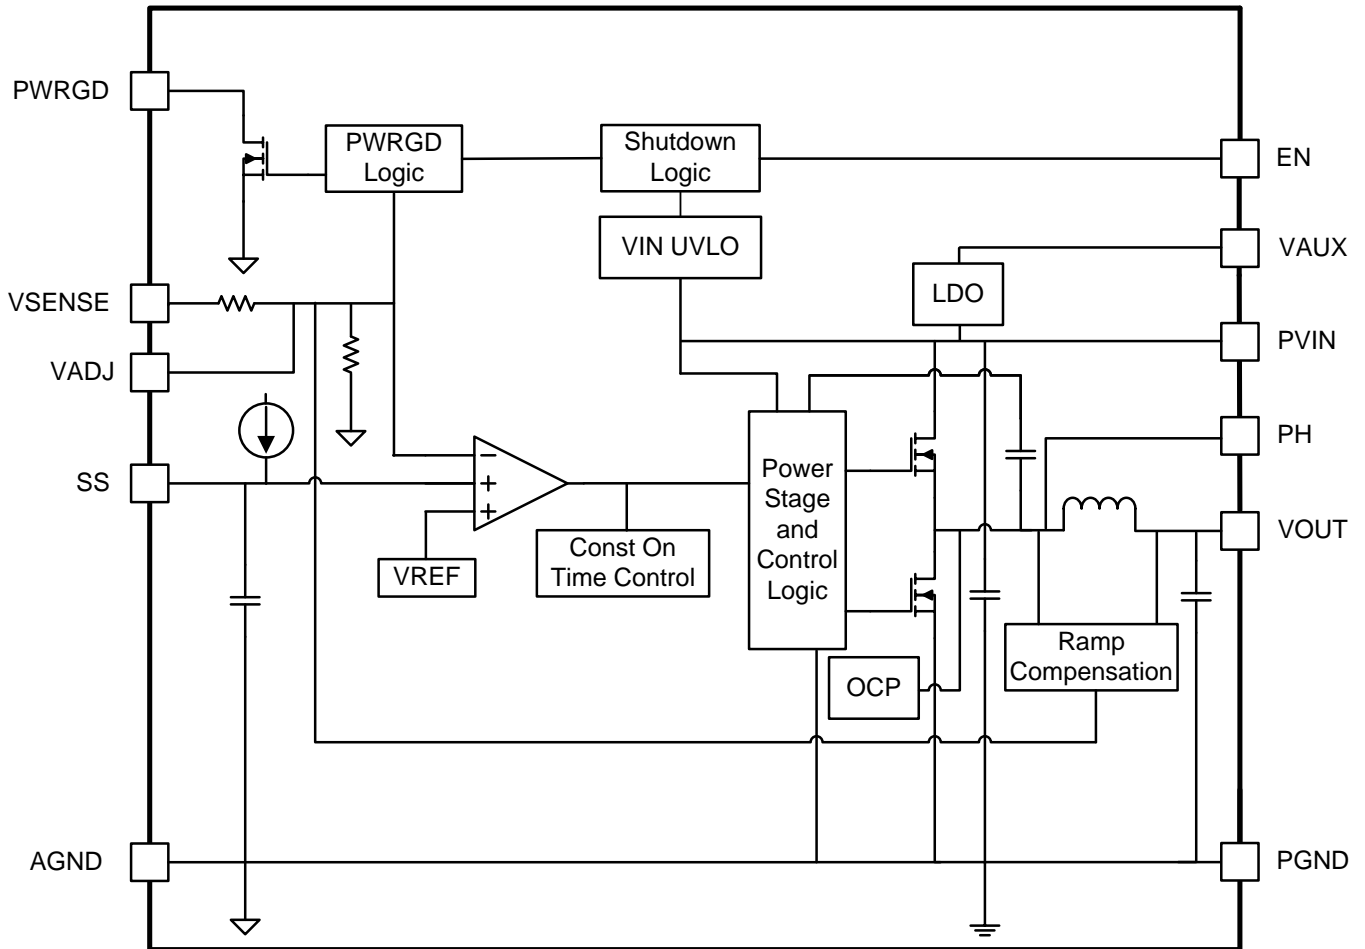 PWRGD
PWRGD
Logic
Shutdown
Logic
EN
VIN UVLO
VAUX
LDO
VSENSE
PVIN
VADJ
PH
SS
−
+
+
Power
Stage
and
Control
Logic
VOUT
VREF
Const On
Time Control
Ramp
Compensation
OCP
AGND
PGND